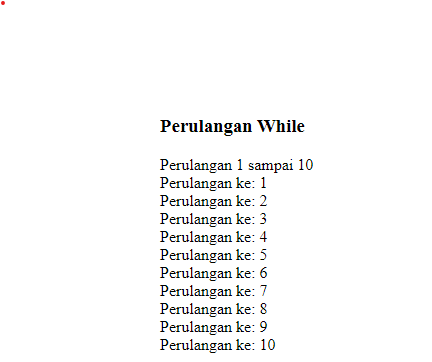 Perulangan While
Perulangan 1 sampai 10
Perulangan ke: 1
Perulangan ke: 2
Perulangan ke: 3
Perulangan ke: 4
Perulangan ke: 5
Perulangan ke: 6
Perulangan ke: 7
Perulangan ke: 8
Perulangan ke: 9
Perulangan ke: 10